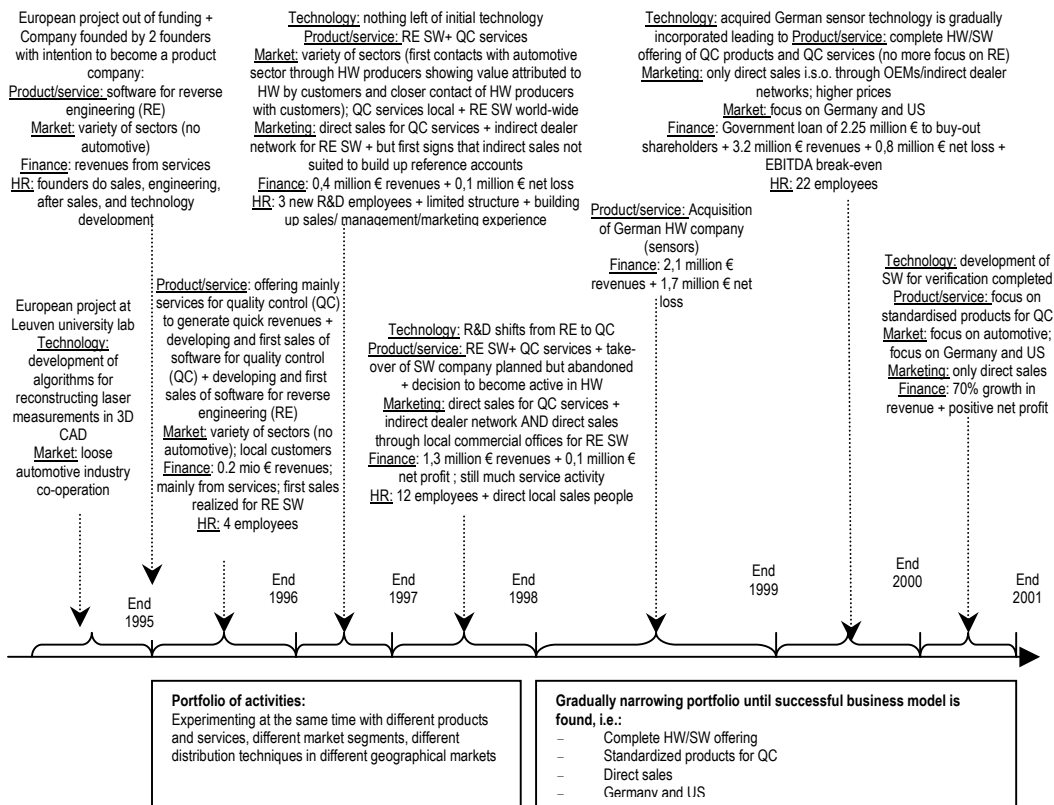 European project out of funding +
Company founded by 2 founders
with intention to become a product
company:
Product/service: software for reverse
engineering (RE)
Market: variety of sectors (no
automotive)
Finance: revenues from services
HR: founders do sales, engineering,
after sales, and technology
development
Technology: nothing left of initial technology
Product/service: RE SW+ QC services
Market: variety of sectors (first contacts with automotive
sector through HW producers showing value attributed to
HW by customers and closer contact of HW producers
with customers); QC services local + RE SW world-wide
Marketing: direct sales for QC services + indirect dealer
network for RE SW + but first signs that indirect sales not
suited to build up reference accounts
Finance: 0,4 million € revenues + 0,1 million € net loss
HR: 3 new R&D employees + limited structure + building
up sales/ management/marketing experience
Technology: acquired German sensor technology is gradually
incorporated leading to Product/service: complete HW/SW
offering of QC products and QC services (no more focus on RE)
Marketing: only direct sales i.s.o. through OEMs/indirect dealer
networks; higher prices
Market: focus on Germany and US
Finance: Government loan of 2.25 million € to buy-out
shareholders + 3.2 million € revenues + 0,8 million € net loss +
EBITDA break-even
HR: 22 employees
Product/service: Acquisition
of German HW company
(sensors)
Finance: 2,1 million €
revenues + 1,7 million € net
loss
Technology: development of
SW for verification completed
Product/service: focus on
standardised products for QC
Market: focus on automotive;
focus on Germany and US
Marketing: only direct sales
Finance: 70% growth in
revenue + positive net profit
European project at
Leuven university lab
Technology:
development of
algorithms for
reconstructing laser
measurements in 3D
CAD
Market: loose
automotive industry
co-operation
Product/service: offering mainly
services for quality control (QC)
to generate quick revenues +
developing and first sales of
software for quality control
(QC) + developing and first
sales of software for reverse
engineering (RE)
Market: variety of sectors (no
automotive); local customers
Finance: 0.2 mio € revenues;
mainly from services; first sales
realized for RE SW
HR: 4 employees
Technology: R&D shifts from RE to QC
Product/service: RE SW+ QC services + take-
over of SW company planned but abandoned
+ decision to become active in HW
Marketing: direct sales for QC services +
indirect dealer network AND direct sales
through local commercial offices for RE SW
Finance: 1,3 million € revenues + 0,1 million €
net profit ; still much service activity
HR: 12 employees + direct local sales people
End
1995
End
1996
End
1997
End
1998
End
1999
End
2000
End
2001
Portfolio of activities:
Experimenting at the same time with different products
and services, different market segments, different
distribution techniques in different geographical markets
Gradually narrowing portfolio until successful business model is
found, i.e.:
– Complete HW/SW offering
– Standardized products for QC
– Direct sales
– Germany and US